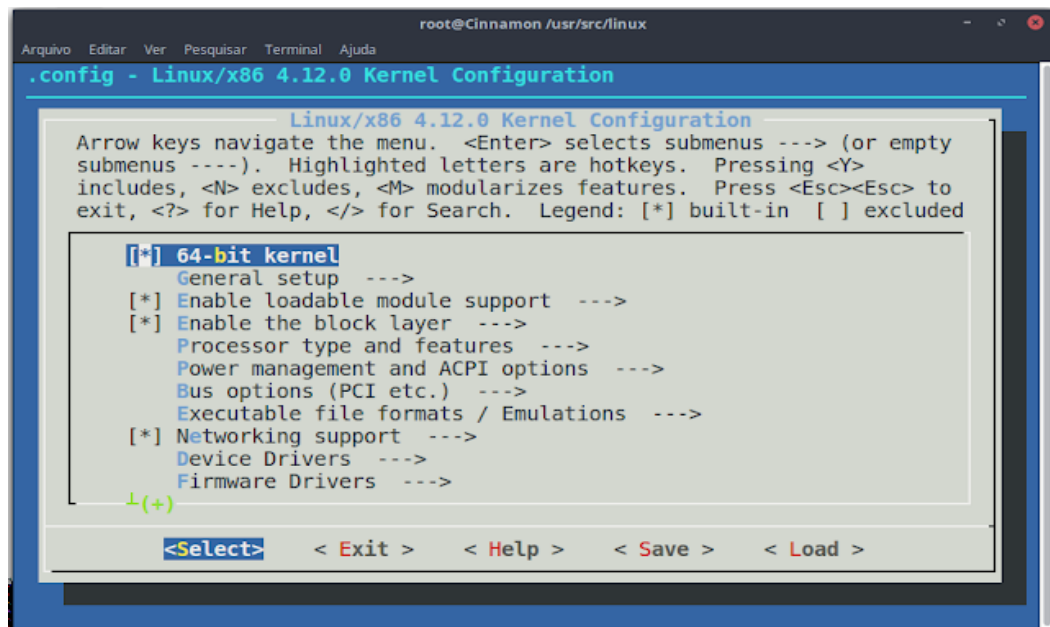 root@Cinnamon /usr/src/linux
Arquivo Editar Ver Pesquisar Terminal Ajuda
.config - Linux/x86 4.12.0 Kernel Configuration
Linux/x86 4.12.0 Kernel Configuration
Arrow keys navigate the menu. <Enter> selects submenus ---> (or empty
submenus ----). Highlighted letters are hotkeys. Pressing <Y>
includes, <N> excludes, <M> modularizes features. Press <Esc><Esc> to
exit, <?> for Help, </> for Search. Legend: [*] built-in [ ] excluded
[*] 64-bit kernel
General setup --->
[*] Enable loadable module support --->
[*] Enable the block layer --->
Processor type and features --->
Power management and ACPI options --->
Bus options (PCI etc.) --->
Executable file formats / Emulations --->
[*] Networking support --->
Device Drivers --->
Firmware Drivers --->
┴(+)
<Select> < Exit > < Help > < Save > < Load >